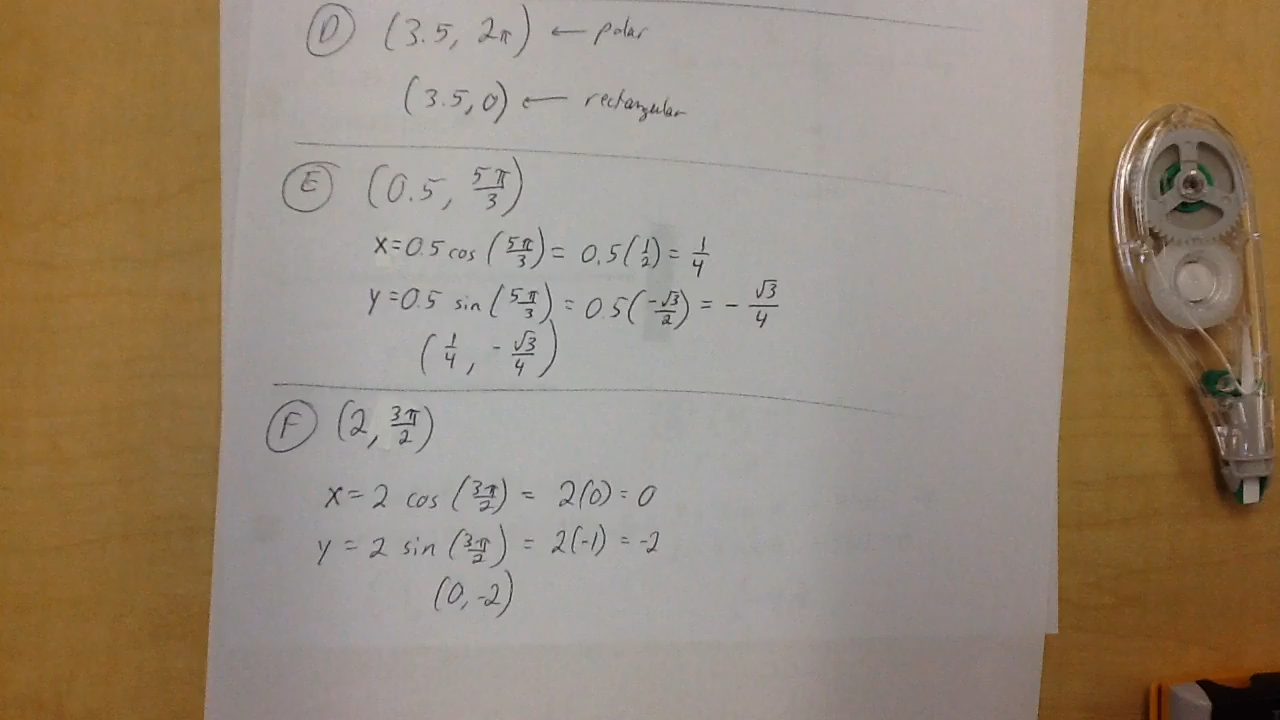 D (3.5, 2π) ← polar
(3.5, 0) ← rectangular
E (0.5, 5π/3)
x=0.5 cos (5π/3) = 0.5(1/2) = 1/4
y=0.5 sin (5π/3) = 0.5(-√3/2) = - √3/4
(1/4, - √3/4)
F (2, 3π/2)
x = 2 cos (3π/2) = 2(0) = 0
y = 2 sin (3π/2) = 2(-1) = -2
(0, -2)